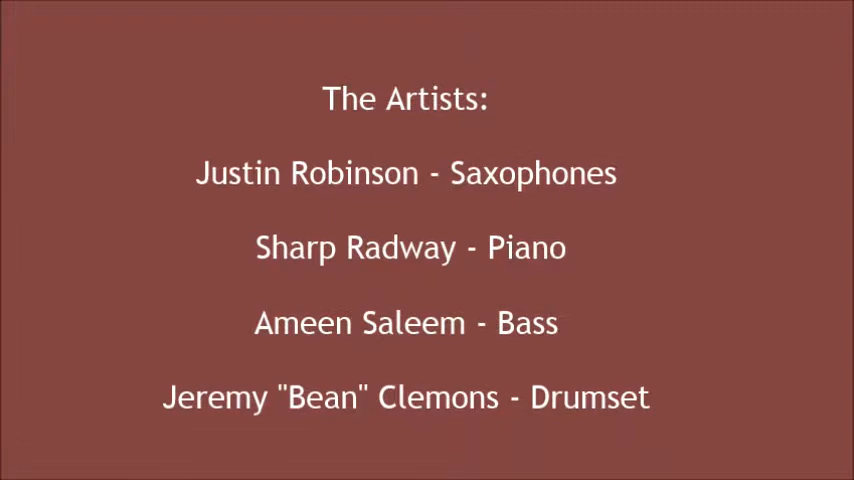 The Artists:
Justin Robinson - Saxophones
Sharp Radway - Piano
Ameen Saleem - Bass
Jeremy "Bean" Clemons - Drumset